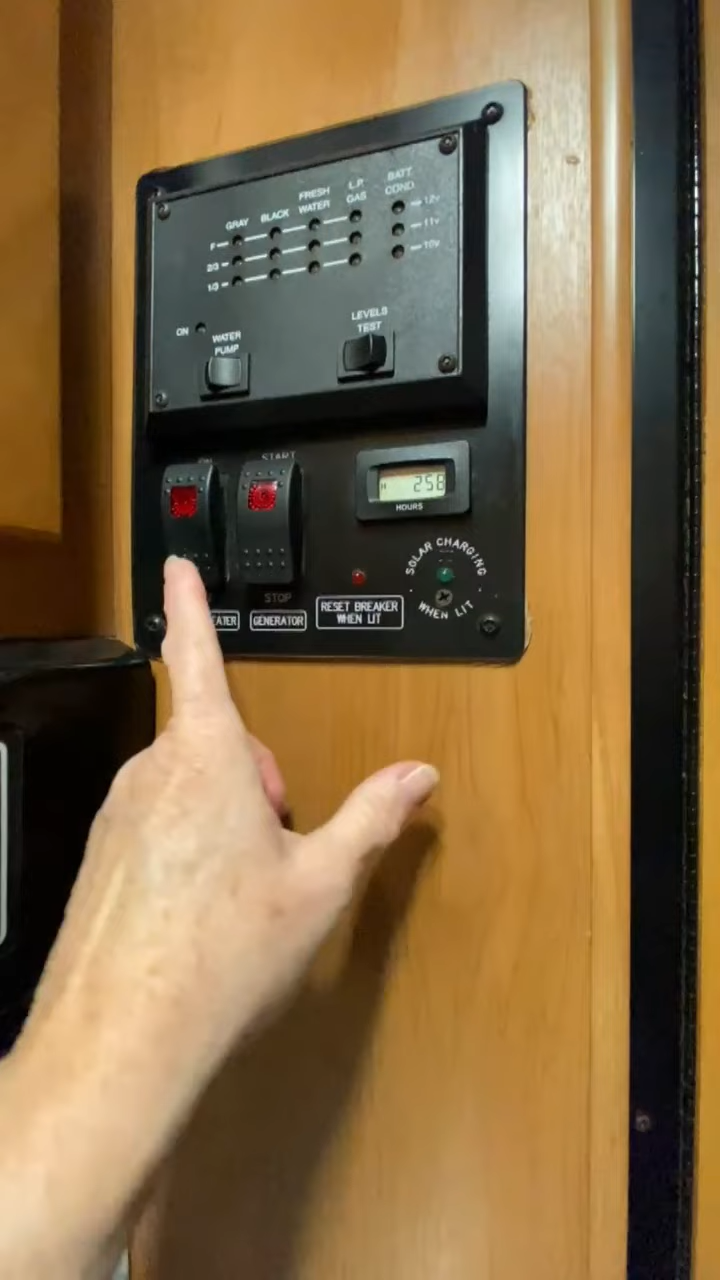 GRAY BLACK FRESH WATER L.P. GAS BATT. COND
F 12v
2/3 11v
1/3 10v
ON WATER PUMP
LEVELS TEST
START
258
H
HOURS
STOP
GENERATOR
RESET BREAKER
WHEN LIT
SOLAR CHARGING
WHEN LIT